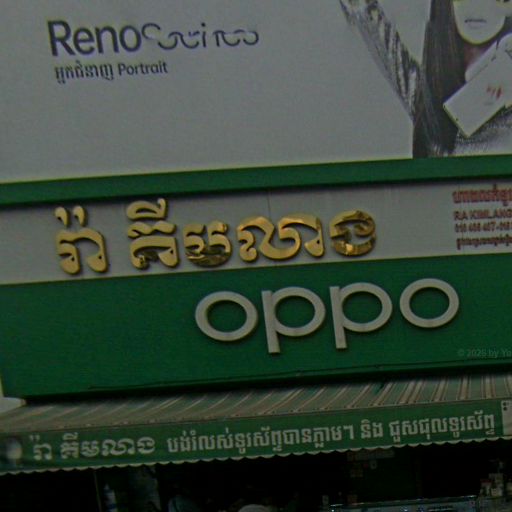 Reno Series
អ្នកជំនាញ Portrait
រ៉ា គីមលាង
RA KIMLANG
oppo
រ៉ា គីមលាង បង់រំលស់ទូរស័ព្ទបានភ្លាមៗ និង ជួសជុលទូរស័ព្ទ